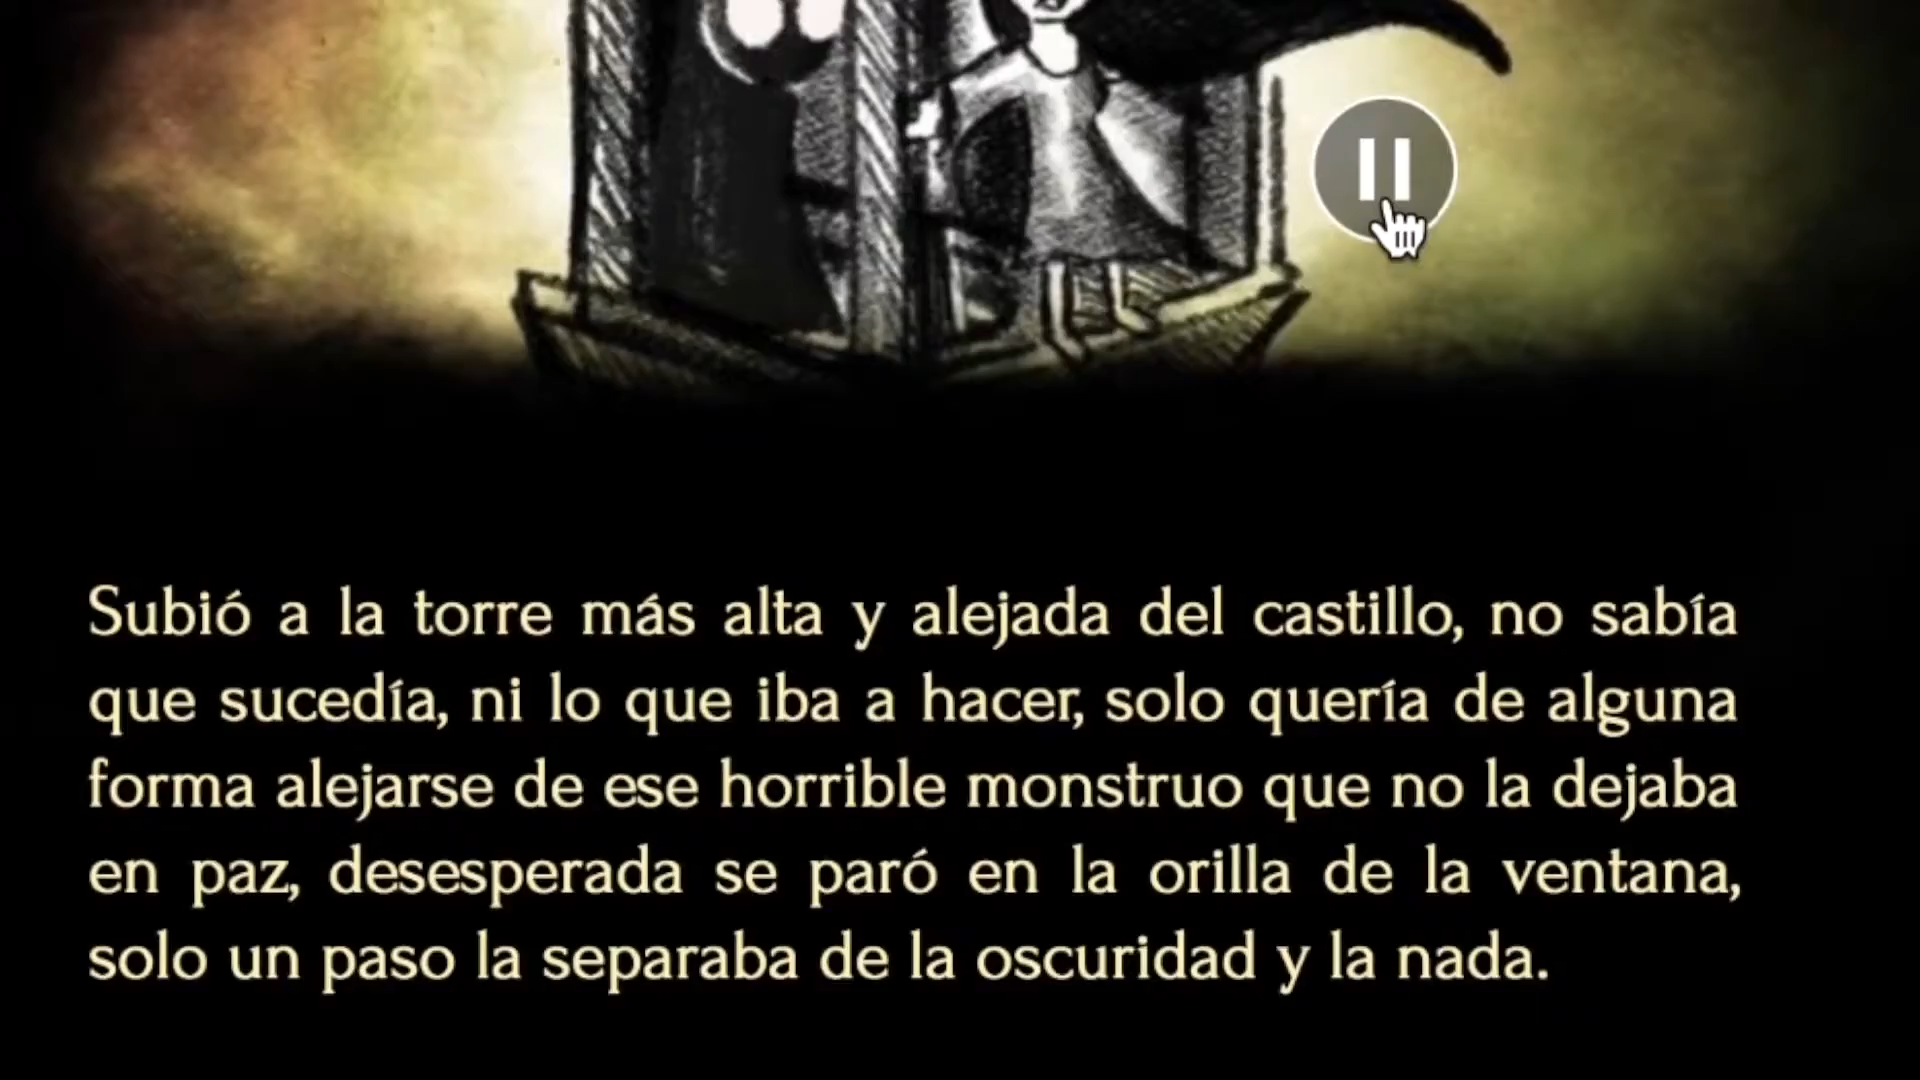 Subió a la torre más alta y alejada del castillo, no sabía
que sucedía, ni lo que iba a hacer, solo quería de alguna
forma alejarse de ese horrible monstruo que no la dejaba
en paz, desesperada se paró en la orilla de la ventana,
solo un paso la separaba de la oscuridad y la nada.